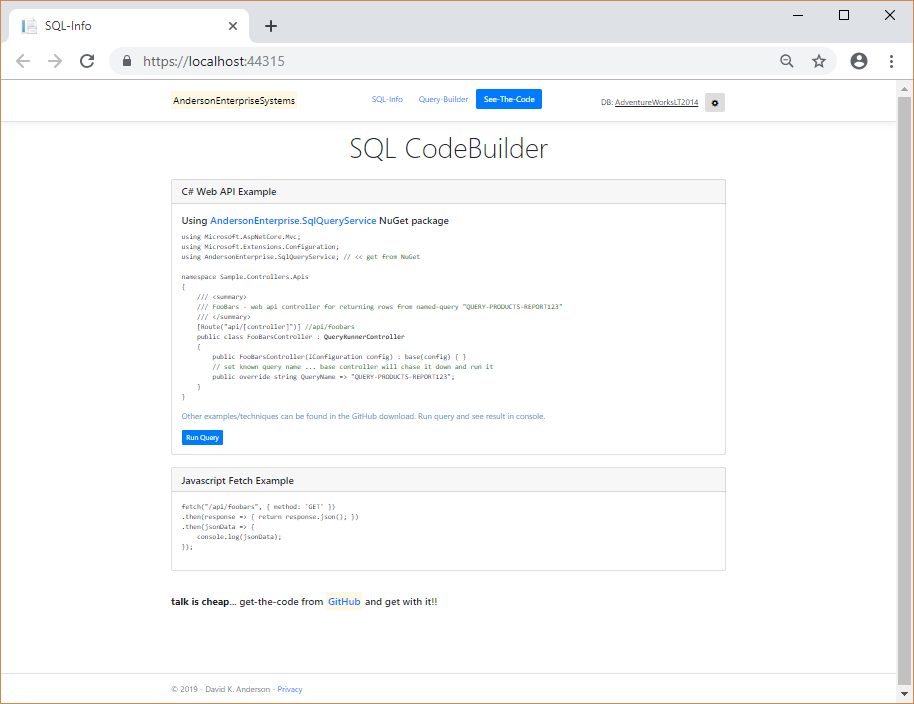 SQL-Info
https://localhost:44315
AndersonEnterpriseSystems
SQL-Info Query-Builder See-The-Code
DB: AdventureWorksLT2014
SQL CodeBuilder
C# Web API Example
Using AndersonEnterprise.SqlQueryService NuGet package
using Microsoft.AspNetCore.Mvc;
using Microsoft.Extensions.Configuration;
using AndersonEnterprise.SqlQueryService; // << get from NuGet
namespace Sample.Controllers.Apis
{
/// <summary>
/// FooBars - web api controller for returning rows from named-query "QUERY-PRODUCTS-REPORT123"
/// </summary>
[Route("api/[controller]")] //api/foobars
public class FooBarsController : QueryRunnerController
{
public FooBarsController(IConfiguration config) : base(config) { }
// set known query name ... base controller will chase it down and run it
public override string QueryName => "QUERY-PRODUCTS-REPORT123";
}
}
Other examples/techniques can be found in the GitHub download. Run query and see result in console.
Run Query
Javascript Fetch Example
fetch("/api/foobars", { method: 'GET' })
.then(response => { return response.json(); })
.then(jsonData => {
console.log(jsonData);
});
talk is cheap... get-the-code from GitHub and get with it!!
© 2019 · David K. Anderson · Privacy